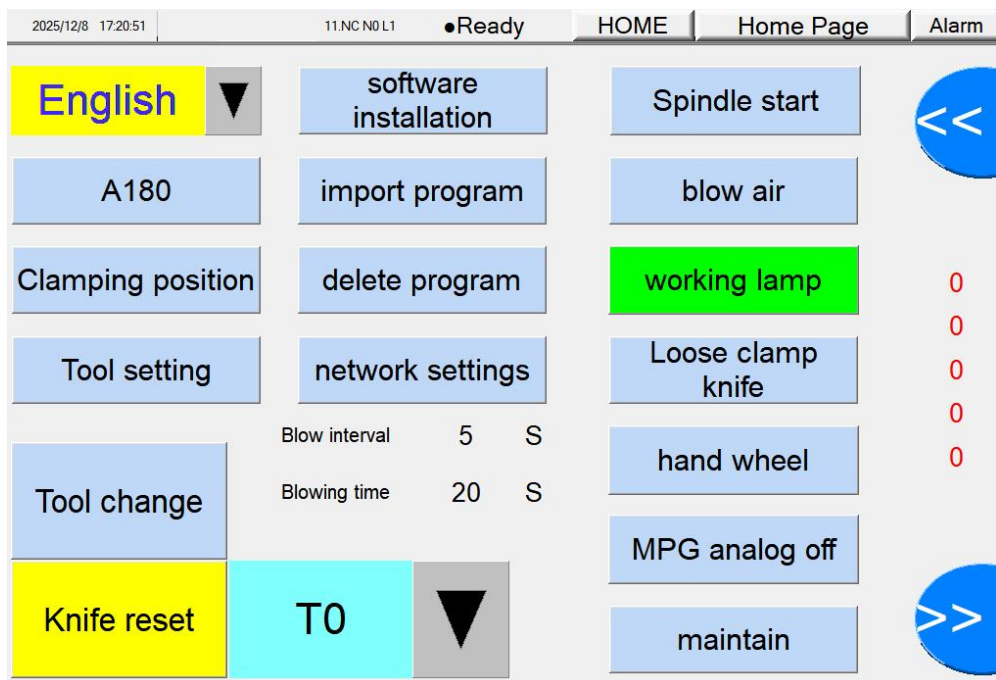 2025/12/8 17:20:51 11.NC N0 L1 ●Ready HOME Home Page Alarm
English ▼
software
installation
Spindle start
<<
A180
import program
blow air
Clamping position
delete program
working lamp
0
0
Tool setting
network settings
Loose clamp
knife
0
0
Blow interval 5 S
hand wheel
0
Tool change
Blowing time 20 S
MPG analog off
Knife reset
T0 ▼
maintain
>>